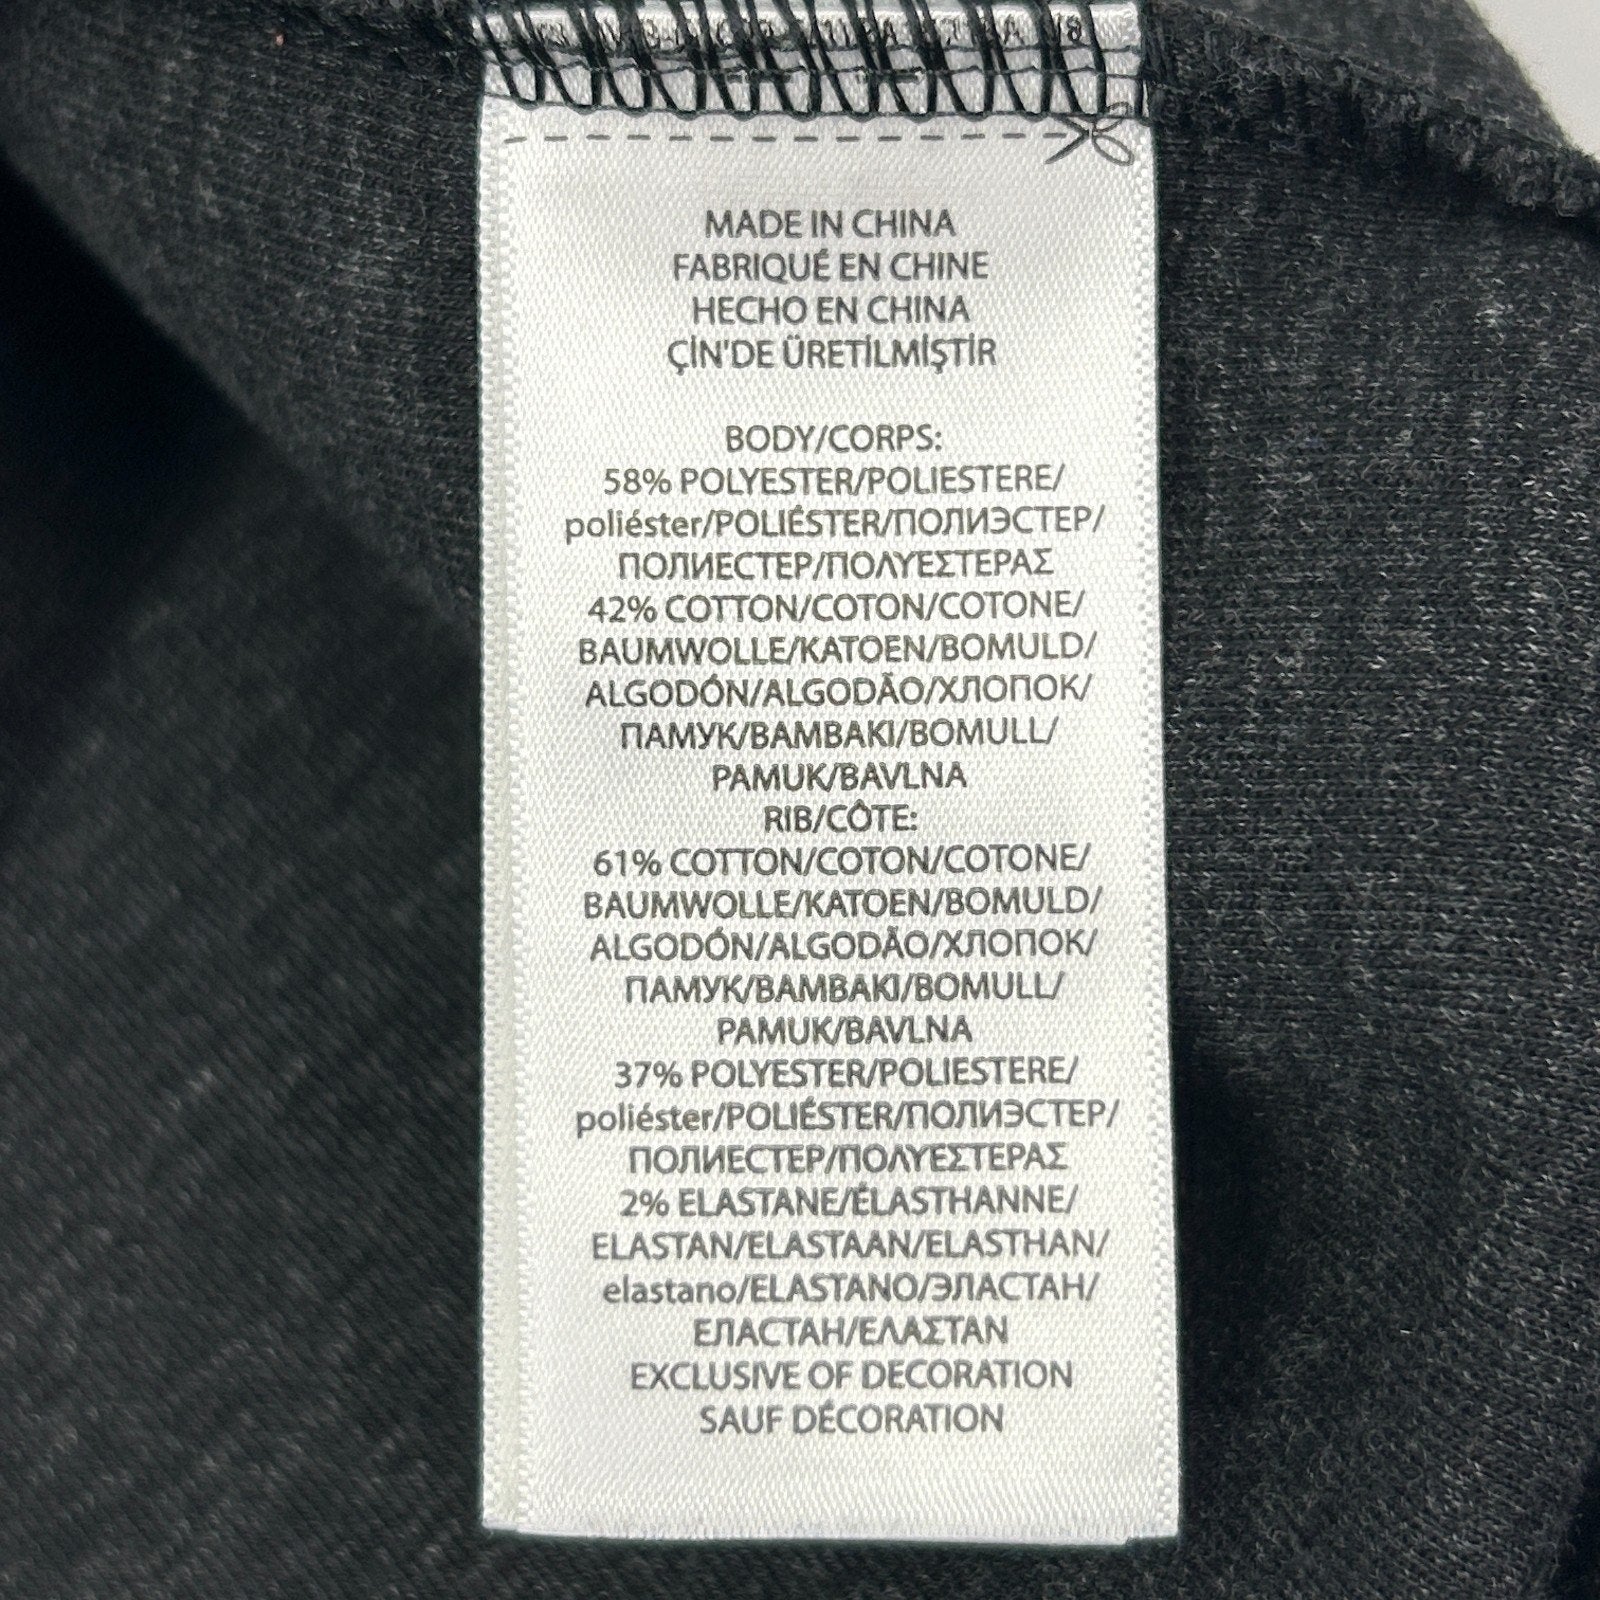 MADE IN CHINA
FABRIQUÉ EN CHINE
HECHO EN CHINA
ÇİN'DE ÜRETİLMİŞTİR
BODY/CORPS:
58% POLYESTER/POLIESTERE/
poliéster/POLIÉSTER/ПОЛИЭСТЕР/
ПОЛИЕСТЕР/ΠΟΛΥΕΣΤΕΡΑΣ
42% COTTON/COTON/COTONE/
BAUMWOLLE/KATOEN/BOMULD/
ALGODÓN/ALGODÃO/ХЛОПОК/
ПАМУК/BAMBAKI/BOMULL/
PAMUK/BAVLNA
RIB/CÔTE:
61% COTTON/COTON/COTONE/
BAUMWOLLE/KATOEN/BOMULD/
ALGODÓN/ALGODÃO/ХЛОПОК/
ПАМУК/BAMBAKI/BOMULL/
PAMUK/BAVLNA
37% POLYESTER/POLIESTERE/
poliéster/POLIÉSTER/ПОЛИЭСТЕР/
ПОЛИЕСТЕР/ΠΟΛΥΕΣΤΕΡΑΣ
2% ELASTANE/ÉLASTHANNE/
ELASTAN/ELASTAAN/ELASTHAN/
elastano/ELASTANO/ЭЛАСТАН/
ЕЛАСТАН/ΕΛΑΣΤΑΝ
EXCLUSIVE OF DECORATION
SAUF DÉCORATION